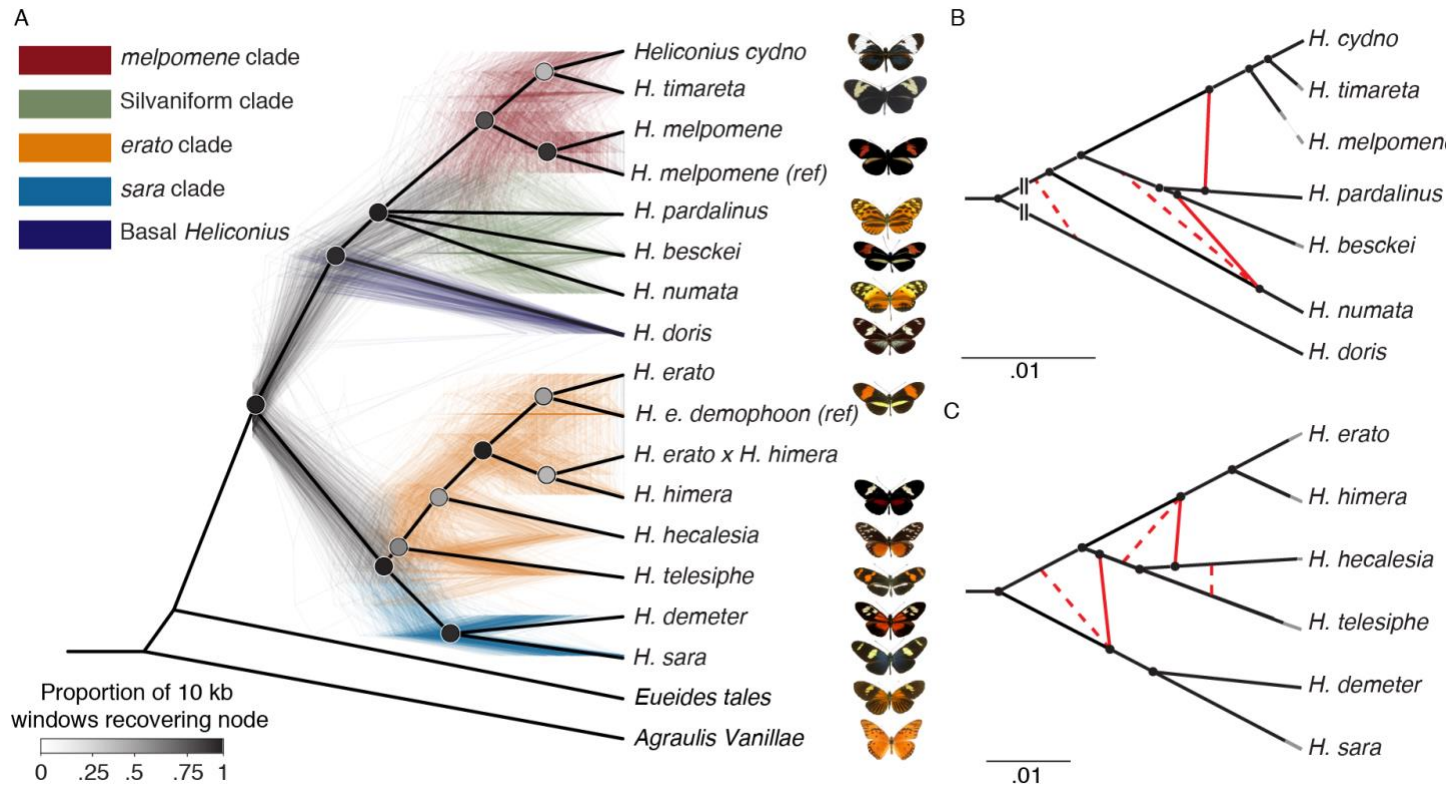 A
melpomene clade
Silvaniform clade
erato clade
sara clade
Basal Heliconius
Heliconius cydno
H. timareta
H. melpomene
H. melpomene (ref)
H. pardalinus
H. besckei
H. numata
H. doris
H. erato
H. e. demophoon (ref)
H. erato x H. himera
H. himera
H. hecalesia
H. telesiphe
H. demeter
H. sara
Eueides tales
Agraulis Vanillae
Proportion of 10 kb
windows recovering node
0 .25 .5 .75 1
B
H. cydno
H. timareta
H. melpomene
H. pardalinus
H. besckei
H. numata
H. doris
.01
C
H. erato
H. himera
H. hecalesia
H. telesiphe
H. demeter
H. sara
.01